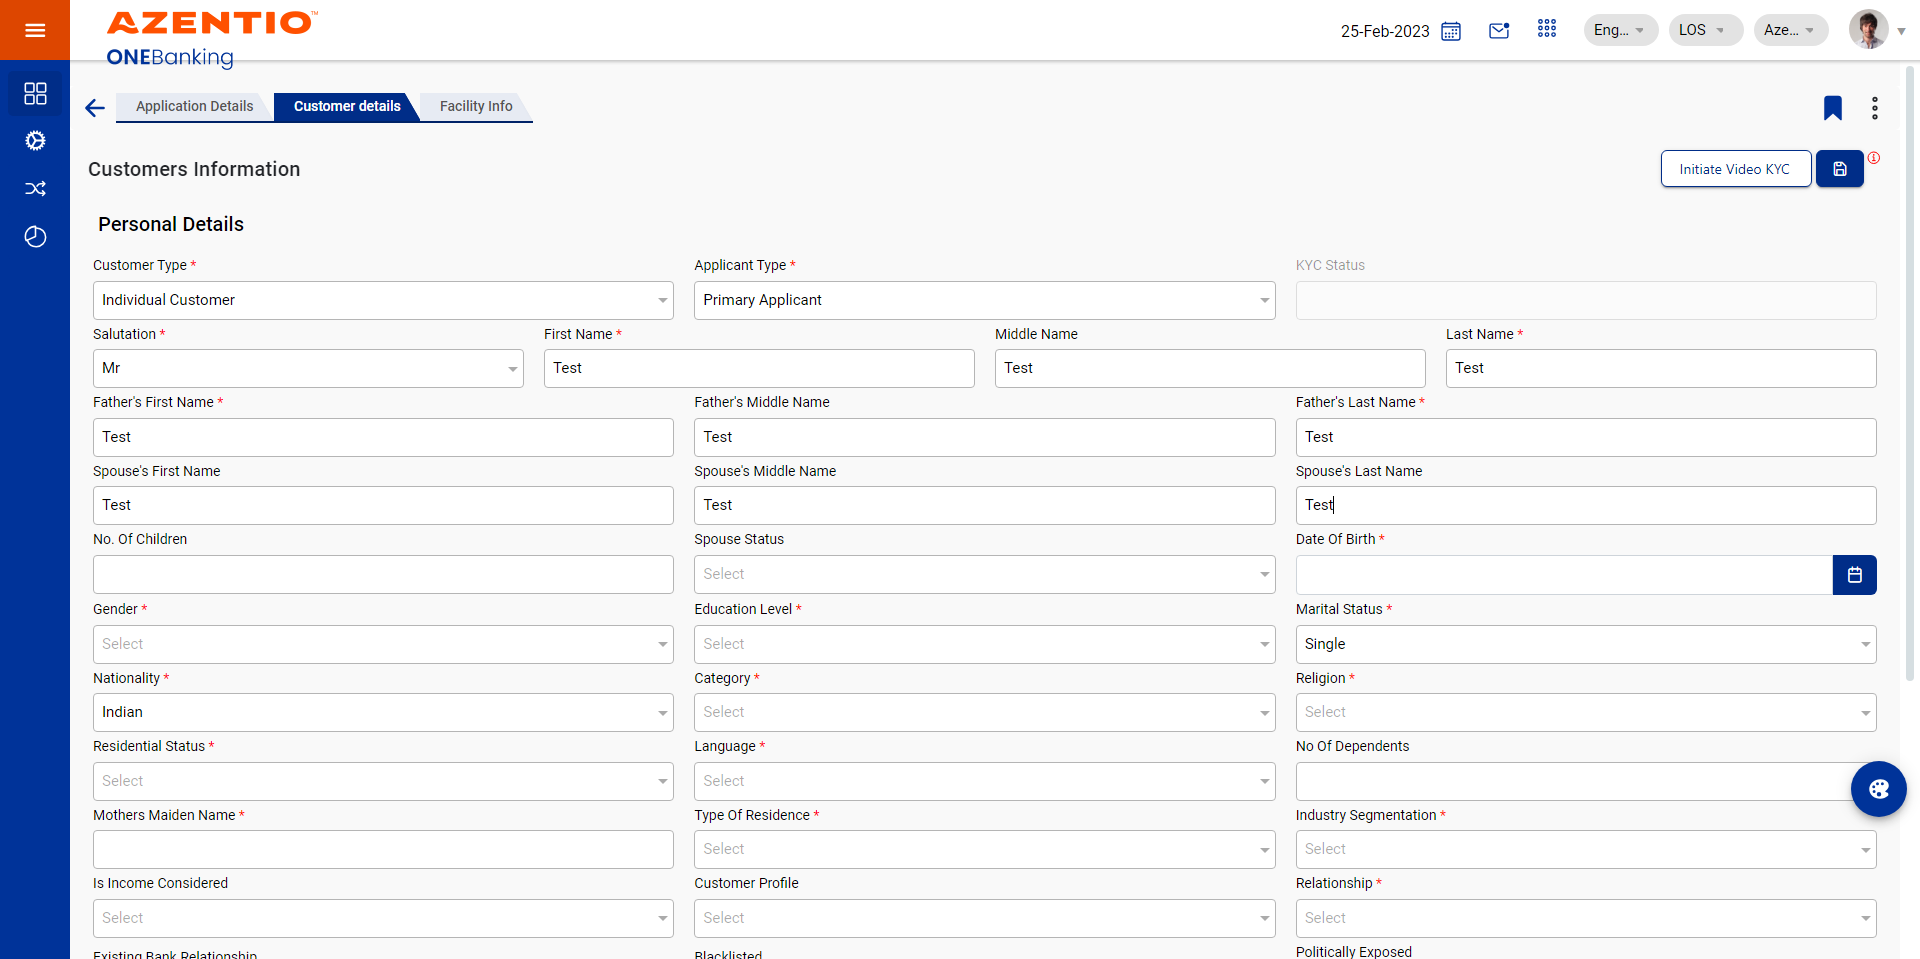 AZENTIO™
ONEBanking
25-Feb-2023
Eng...
LOS
Aze...
Application Details
Customer details
Facility Info
Customers Information
Initiate Video KYC
Personal Details
Customer Type *
Applicant Type *
KYC Status
Individual Customer
Primary Applicant
Salutation *
First Name *
Middle Name
Last Name *
Mr
Test
Test
Test
Father's First Name *
Father's Middle Name
Father's Last Name *
Test
Test
Test
Spouse's First Name
Spouse's Middle Name
Spouse's Last Name
Test
Test
Test
No. Of Children
Spouse Status
Date Of Birth *
Select
Gender *
Education Level *
Marital Status *
Select
Select
Single
Nationality *
Category *
Religion *
Indian
Select
Select
Residential Status *
Language *
No Of Dependents
Select
Select
Mothers Maiden Name *
Type Of Residence *
Industry Segmentation *
Select
Select
Is Income Considered
Customer Profile
Relationship *
Select
Select
Select
Existing Bank Relationship
Blacklisted
Politically Exposed